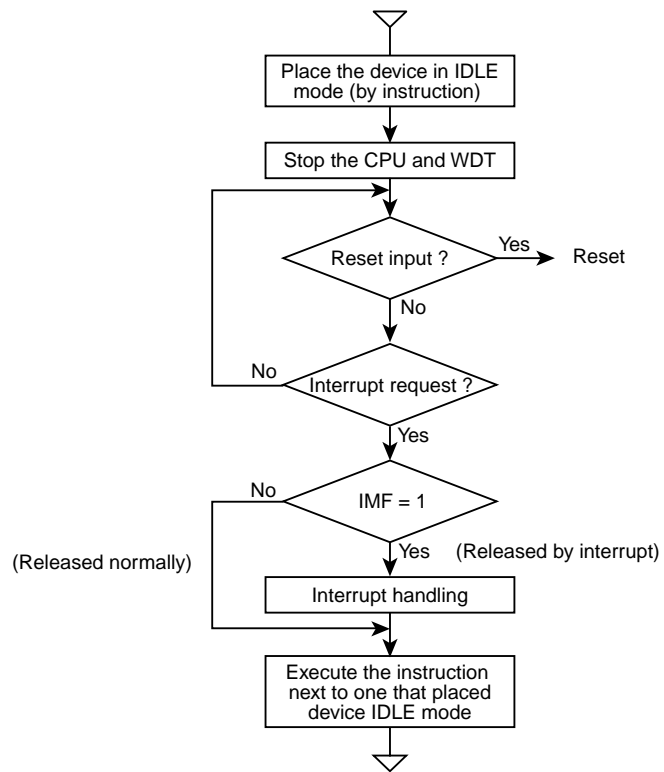 Place the device in IDLE
mode (by instruction)
Stop the CPU and WDT
Reset input ?
Yes
Reset
No
No
Interrupt request ?
Yes
No
IMF = 1
(Released normally)
Yes
(Released by interrupt)
Interrupt handling
Execute the instruction
next to one that placed
device IDLE mode